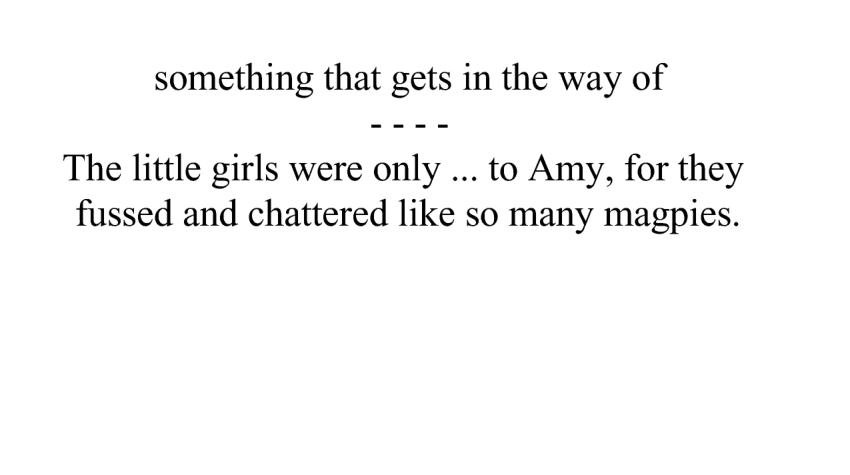 something that gets in the way of
- - - -
The little girls were only ... to Amy, for they
fussed and chattered like so many magpies.